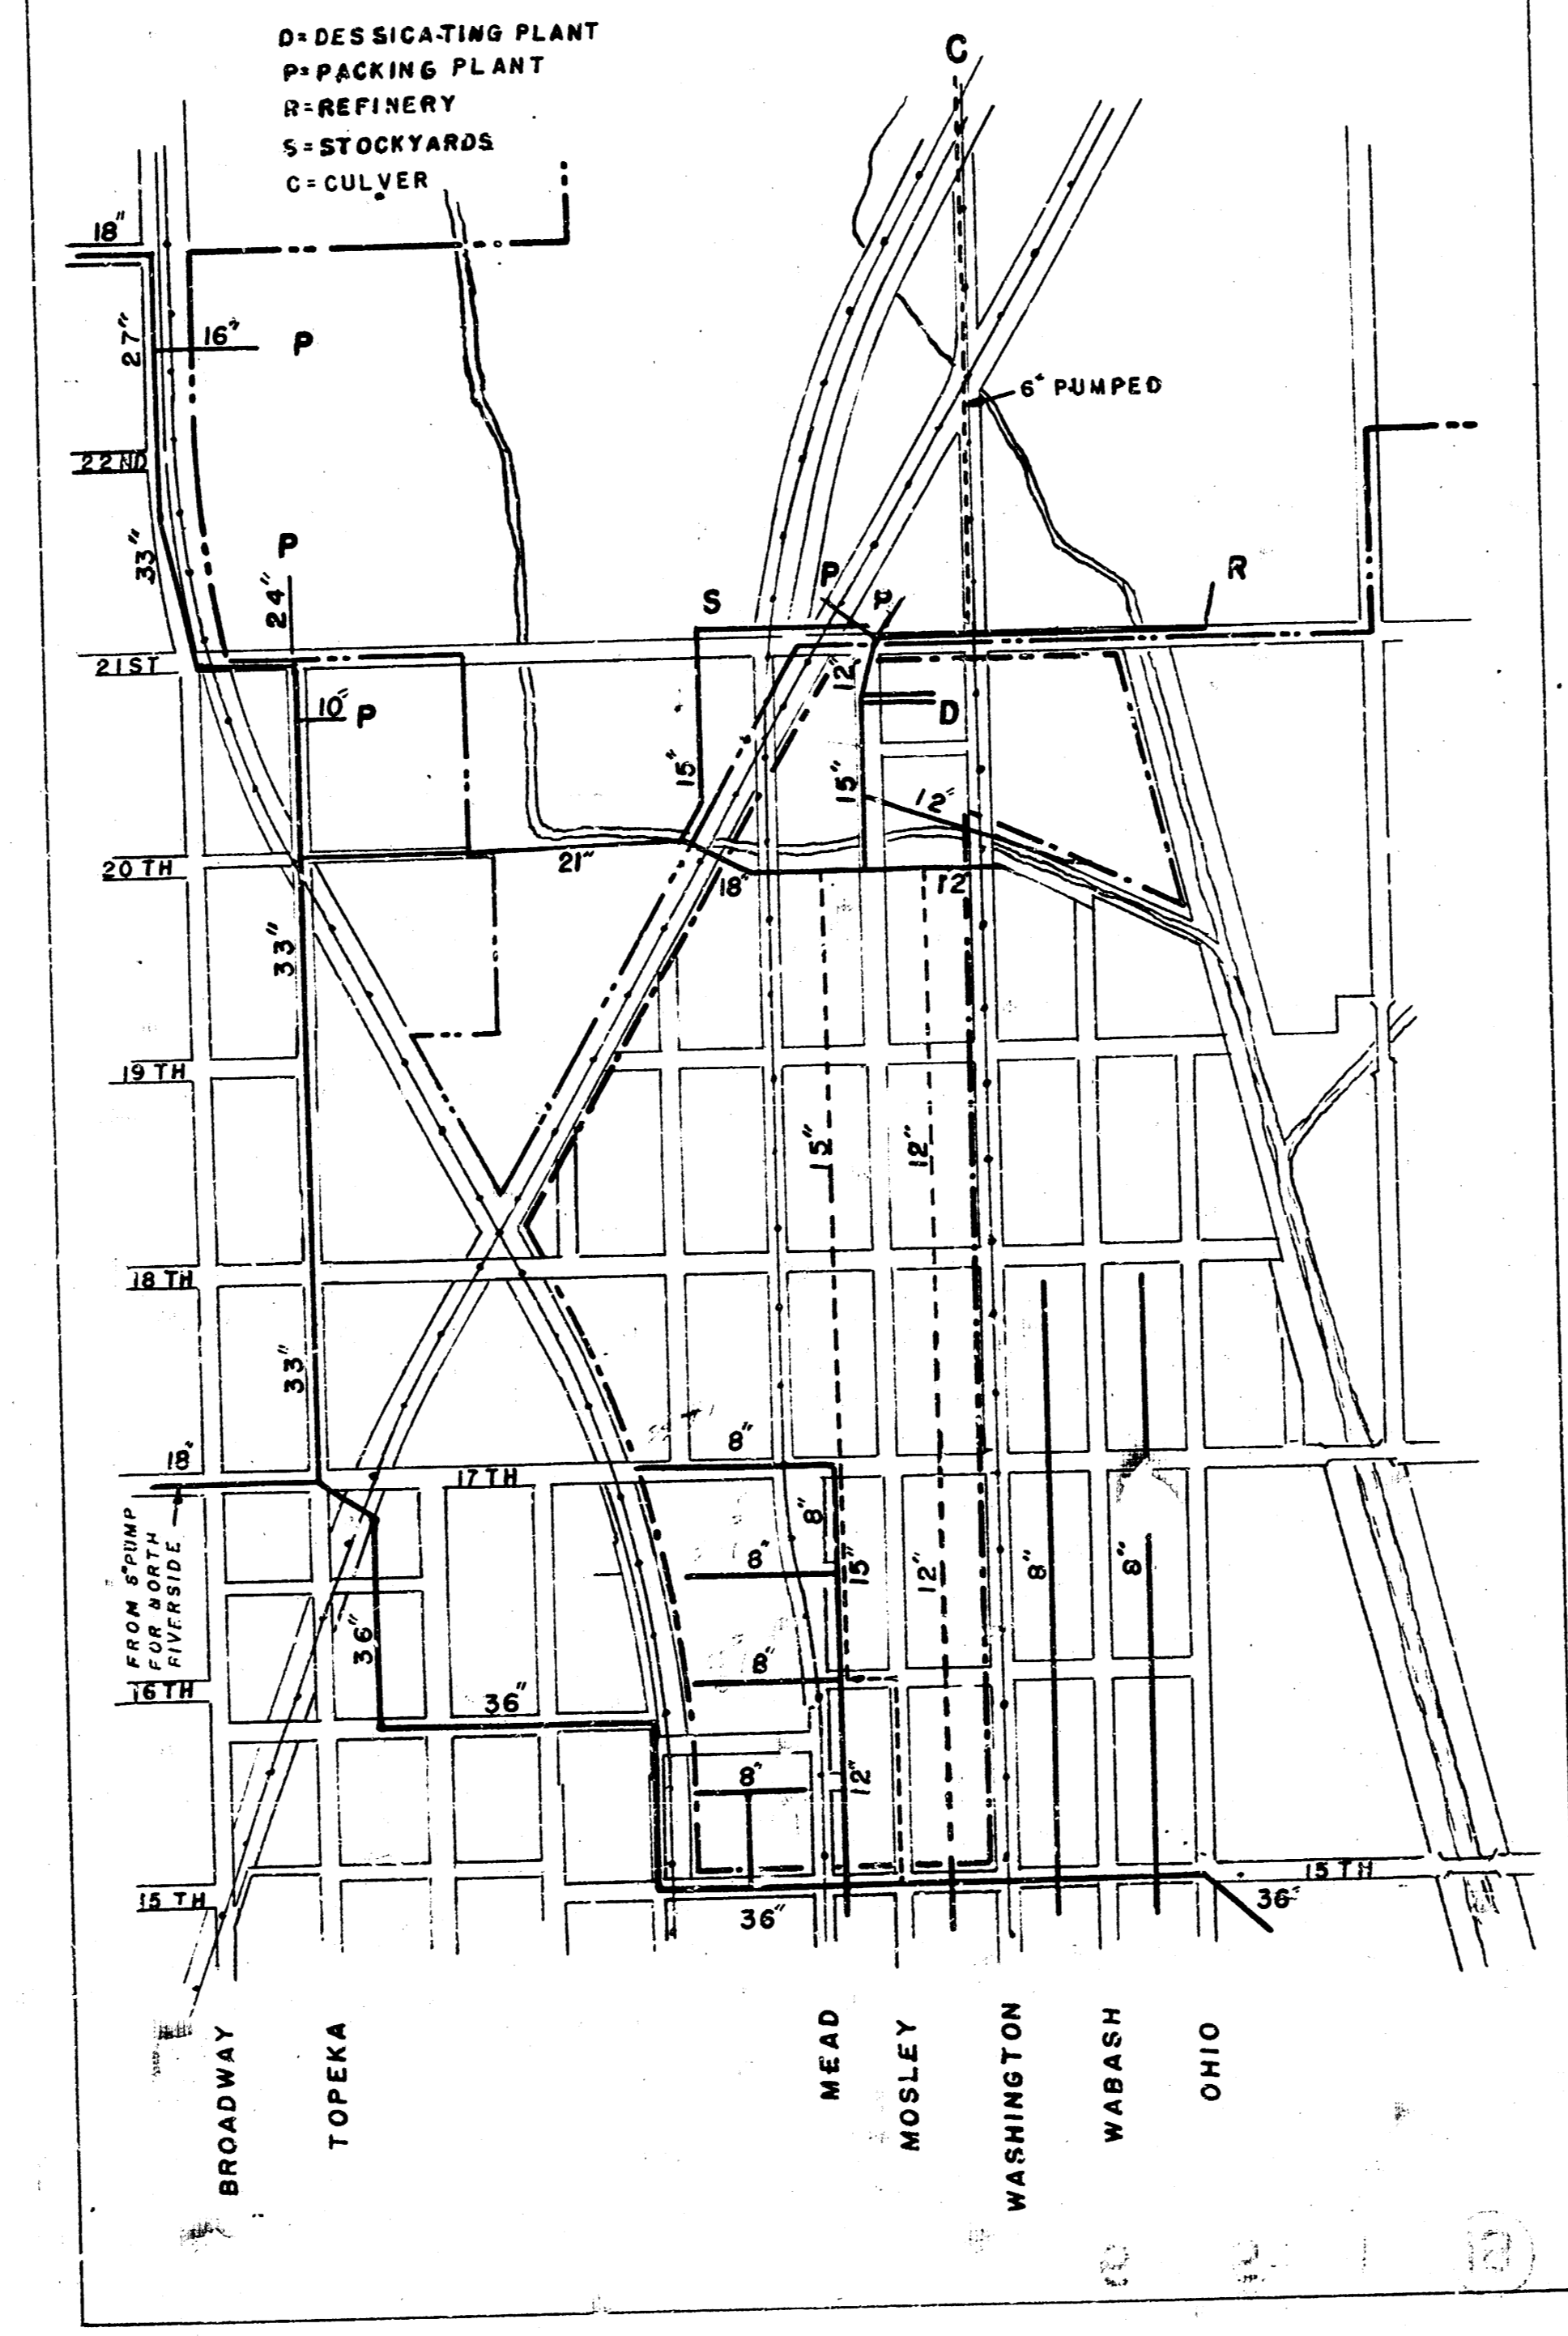 D=DESSICATING PLANT
P=PACKING PLANT
R=REFINERY
S=STOCKYARDS
C=CULVER
C
18"
27"
16"
P
6" PUMPED
22ND
33"
P
24"
S
P
P
R
21ST
12"
10"
P
D
15"
15"
12"
20TH
21"
18"
12
33"
19TH
15"
12"
18TH
33"
18"
8"
17TH
8"
FROM 6" PUMP
FOR NORTH
RIVERSIDE
8"
15"
12"
8"
8"
36"
8"
16TH
36"
8"
12"
15TH
15TH
36"
36"
BROADWAY
TOPEKA
MEAD
MOSLEY
WASHINGTON
WABASH
OHIO